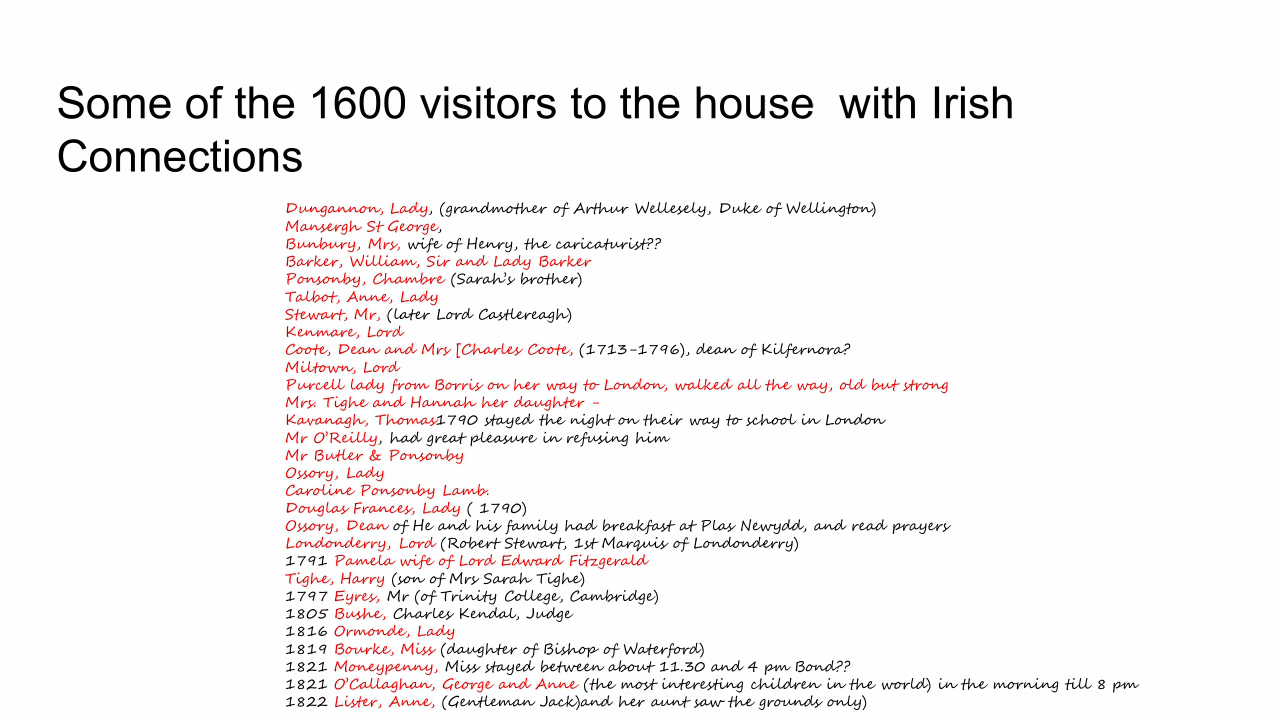 Some of the 1600 visitors to the house  with Irish
Connections
Dungannon, Lady, (grandmother of Arthur Wellesely, Duke of Wellington)
Mansergh St George,
Bunbury, Mrs, wife of Henry, the caricaturist??
Barker, William, Sir and Lady Barker
Ponsonby, Chambre (Sarah's brother)
Talbot, Anne, Lady
Stewart, Mr, (later Lord Castlereagh)
Kenmare, Lord
Coote, Dean and Mrs [Charles Coote, (1713-1796), dean of Kilfernora?
Miltown, Lord
Purcell lady from Borris on her way to London, walked all the way, old but strong
Mrs. Tighe and Hannah her daughter -
Kavanagh, Thomas1790 stayed the night on their way to school in London
Mr O'Reilly, had great pleasure in refusing him
Mr Butler & Ponsonby
Ossory, Lady
Caroline Ponsonby Lamb.
Douglas Frances, Lady ( 1790)
Ossory, Dean of He and his family had breakfast at Plas Newydd, and read prayers
Londonderry, Lord (Robert Stewart, 1st Marquis of Londonderry)
1791 Pamela wife of Lord Edward Fitzgerald
Tighe, Harry (son of Mrs Sarah Tighe)
1797 Eyres, Mr (of Trinity College, Cambridge)
1805 Bushe, Charles Kendal, Judge
1816 Ormonde, Lady
1819 Bourke, Miss (daughter of Bishop of Waterford)
1821 Moneypenny, Miss stayed between about 11.30 and 4 pm Bond??
1821 O'Callaghan, George and Anne (the most interesting children in the world) in the morning till 8 pm
1822 Lister, Anne, (Gentleman Jack)and her aunt saw the grounds only)